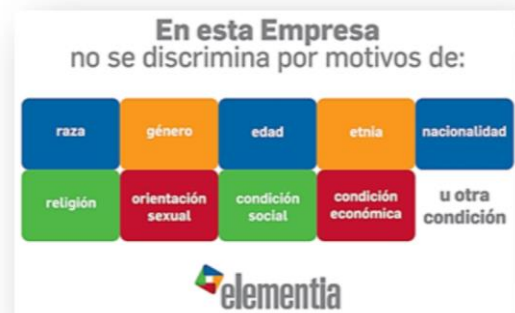 En esta Empresa
no se discrimina por motivos de:
raza
género
edad
etnia
nacionalidad
religión
orientación
sexual
condición
social
condición
económica
u otra
condición
elementia